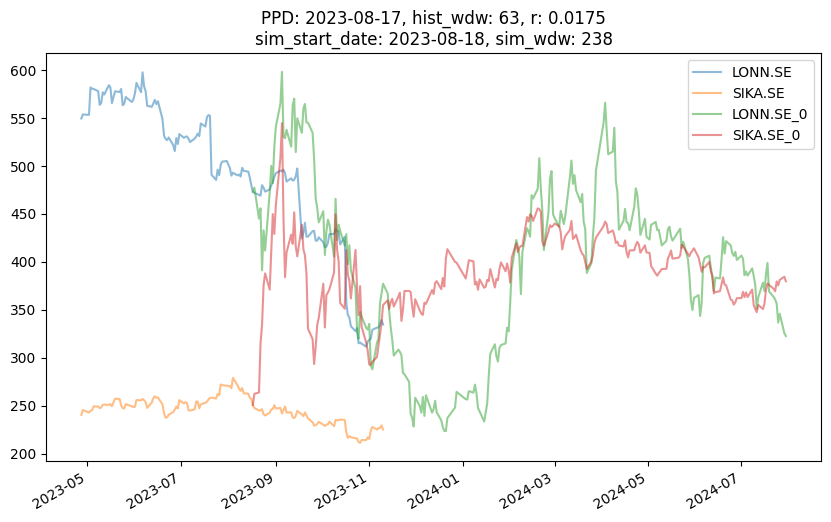 PPD: 2023-08-17, hist_wdw: 63, r: 0.0175
sim_start_date: 2023-08-18, sim_wdw: 238
LONN.SE
SIKA.SE
LONN.SE_0
SIKA.SE_0
600
550
500
450
400
350
300
250
200
2023-05
2023-07
2023-09
2023-11
2024-01
2024-03
2024-05
2024-07